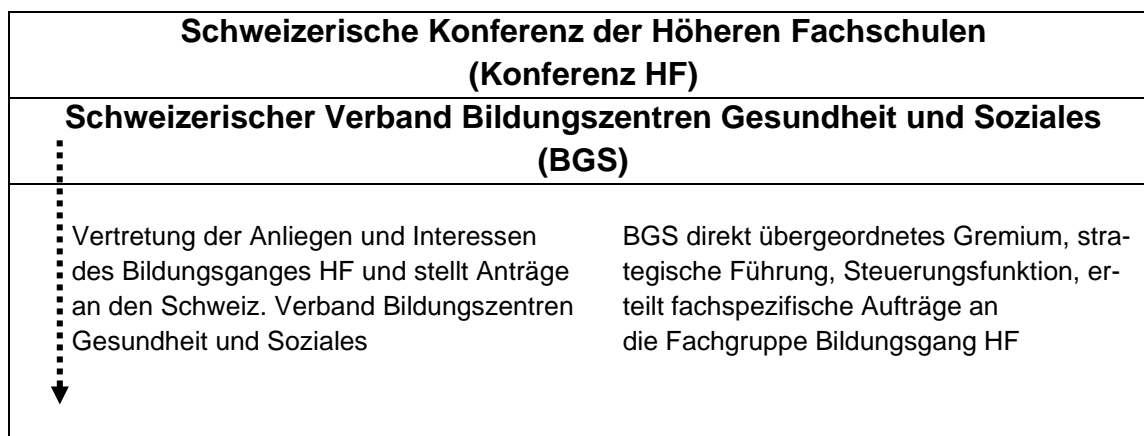 Schweizerische Konferenz der Höheren Fachschulen
(Konferenz HF)
Schweizerischer Verband Bildungszentren Gesundheit und Soziales
(BGS)
Vertretung der Anliegen und Interessen
des Bildungsganges HF und stellt Anträge
an den Schweiz. Verband Bildungszentren
Gesundheit und Soziales
BGS direkt übergeordnetes Gremium, stra-
tegische Führung, Steuerungsfunktion, er-
teilt fachspezifische Aufträge an
die Fachgruppe Bildungsgang HF